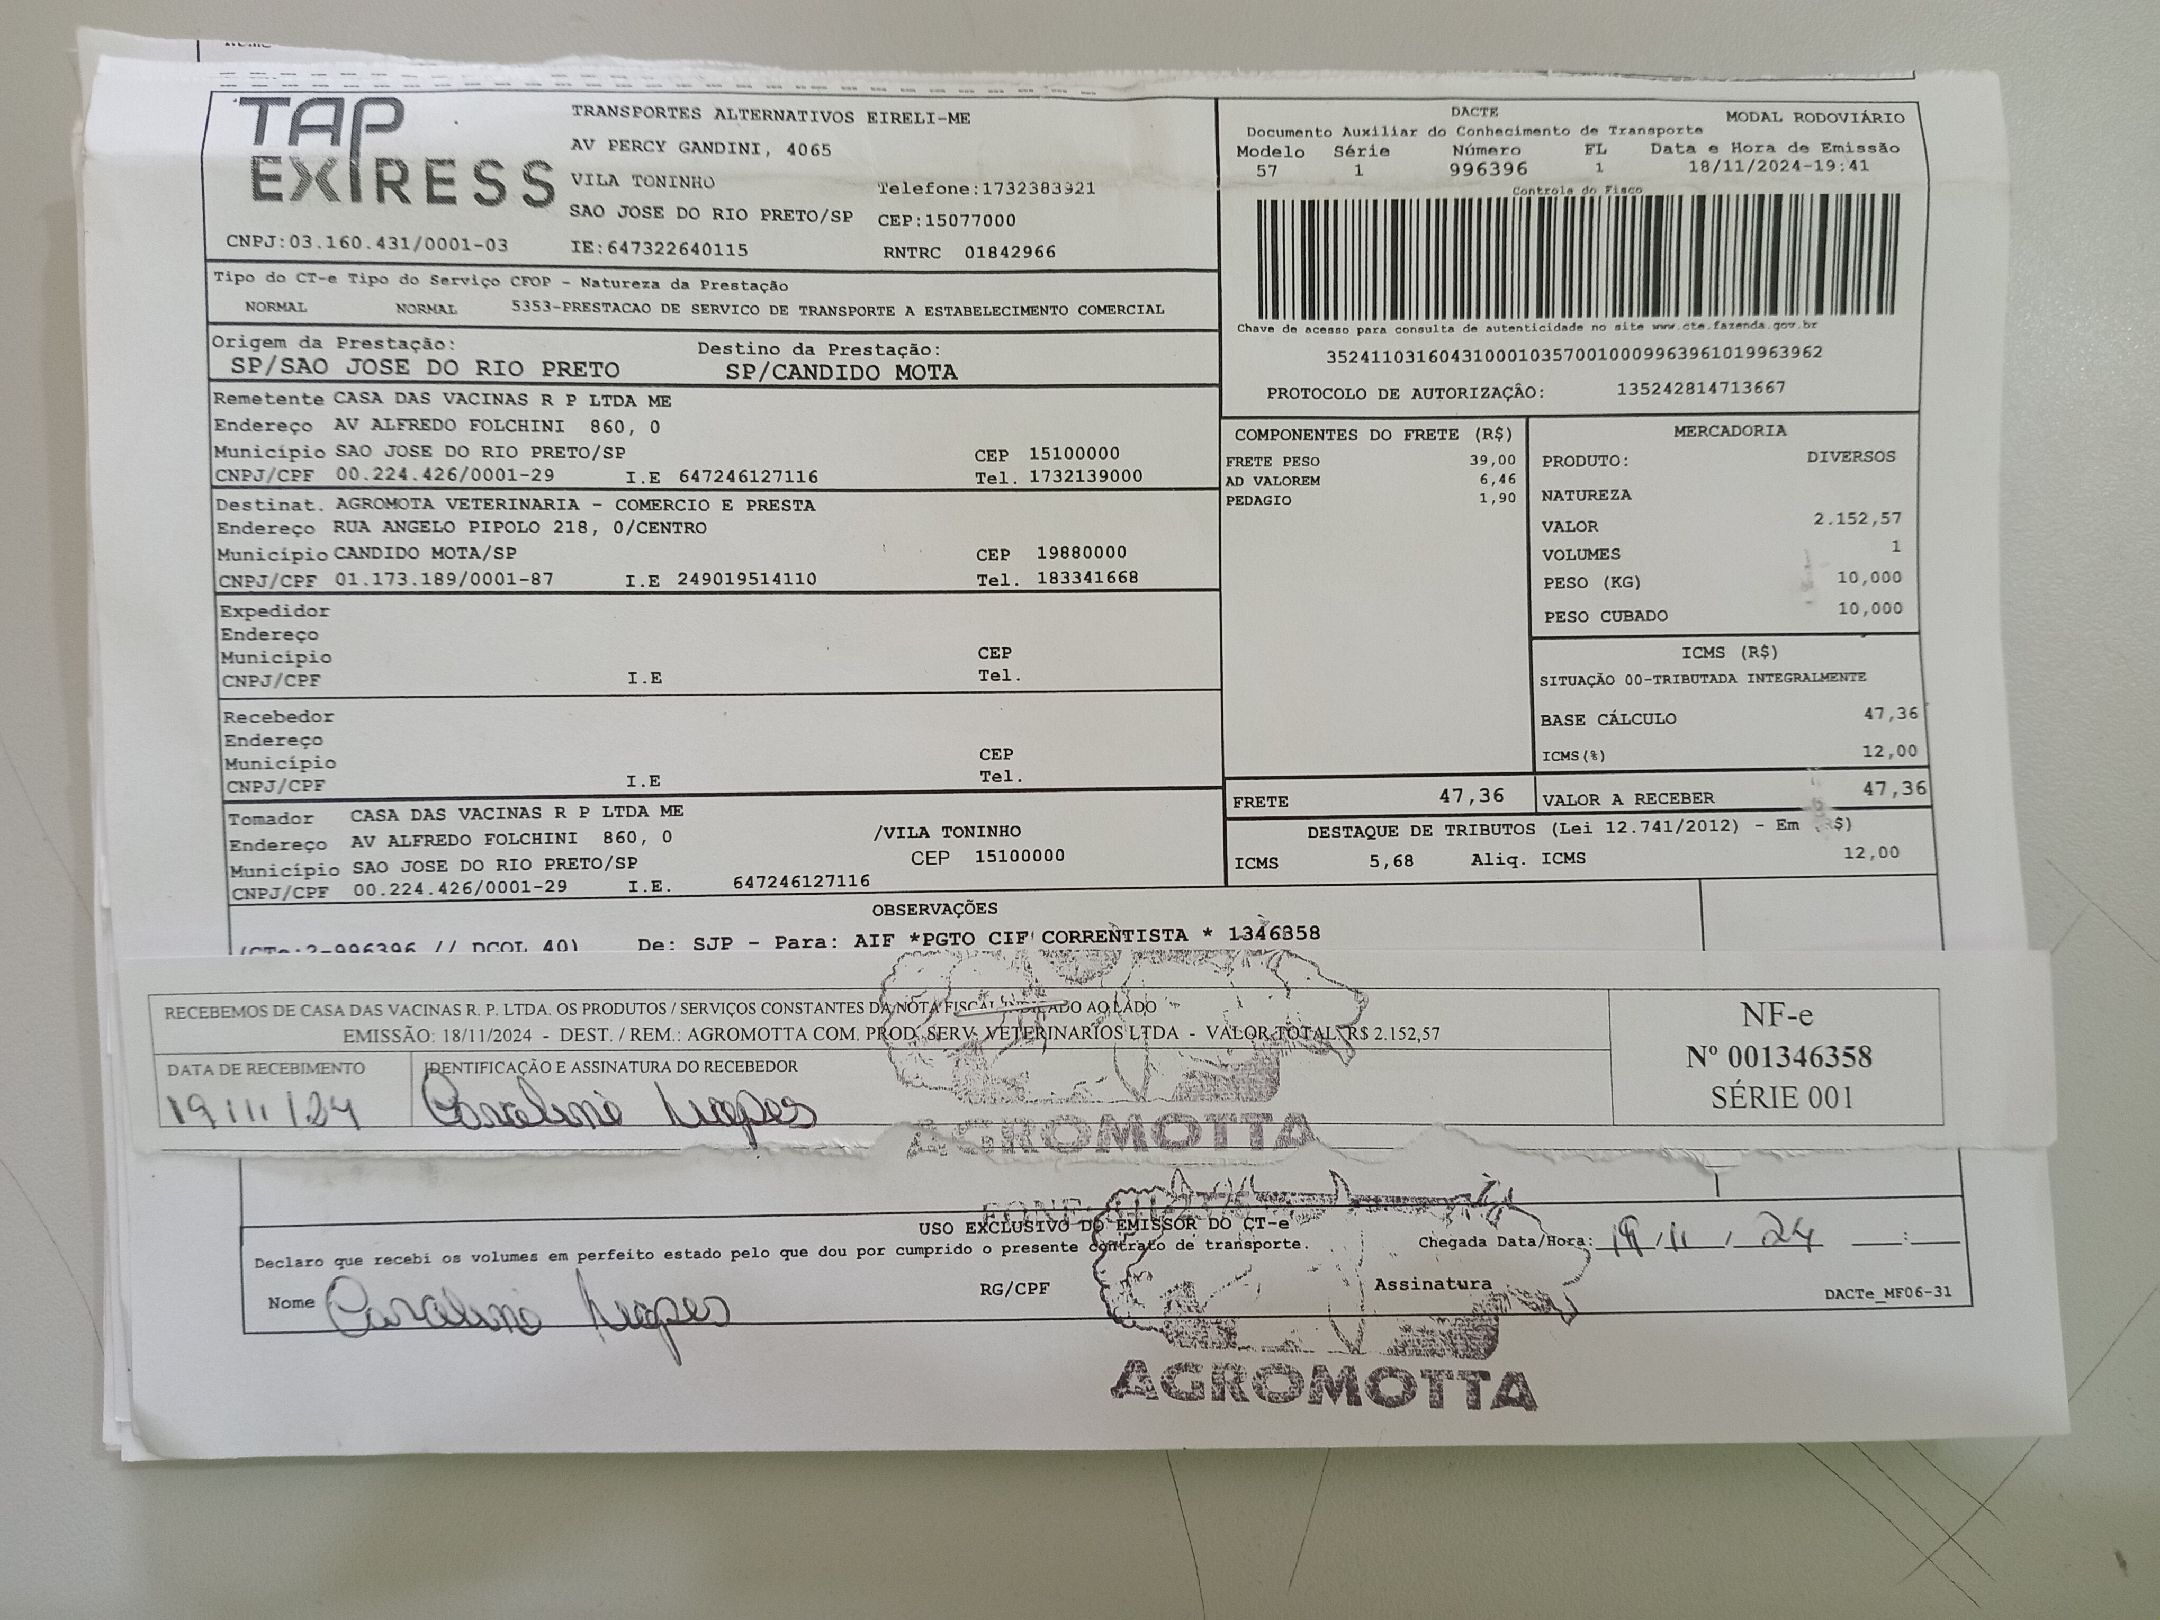 TAP
EXPRESS
TRANSPORTES ALTERNATIVOS EIRELI-ME
AV PERCY GANDINI, 4065
VILA TONINHO Telefone:1732383921
SAO JOSE DO RIO PRETO/SP CEP:15077000
CNPJ:03.160.431/0001-03 IE:647322640115 RNTRC 01842966
DACTE MODAL RODOVIÁRIO
Documento Auxiliar do Conhecimento de Transporte
Modelo Série Número FL Data e Hora de Emissão
57 1 996396 1 18/11/2024-19:41
Controle do Fisco
Chave de acesso para consulta de autenticidade no site www.cte.fazenda.gov.br
35241103160431000103570010009963961019963962
PROTOCOLO DE AUTORIZAÇÃO: 135242814713667
Tipo do CT-e Tipo do Serviço CFOP - Natureza da Prestação
NORMAL NORMAL 5353-PRESTACAO DE SERVICO DE TRANSPORTE A ESTABELECIMENTO COMERCIAL
Origem da Prestação: Destino da Prestação:
SP/SAO JOSE DO RIO PRETO SP/CANDIDO MOTA
Remetente CASA DAS VACINAS R P LTDA ME
Endereço AV ALFREDO FOLCHINI 860, 0
Município SAO JOSE DO RIO PRETO/SP CEP 15100000
CNPJ/CPF 00.224.426/0001-29 I.E 647246127116 Tel. 1732139000
Destinat. AGROMOTA VETERINARIA - COMERCIO E PRESTA
Endereço RUA ANGELO PIPOLO 218, 0/CENTRO
Município CANDIDO MOTA/SP CEP 19880000
CNPJ/CPF 01.173.189/0001-87 I.E 249019514110 Tel. 183341668
Expedidor
Endereço
Município CEP
CNPJ/CPF I.E Tel.
Recebedor
Endereço
Município CEP
CNPJ/CPF I.E Tel.
Tomador CASA DAS VACINAS R P LTDA ME
Endereço AV ALFREDO FOLCHINI 860, 0 /VILA TONINHO
Município SAO JOSE DO RIO PRETO/SP CEP 15100000
CNPJ/CPF 00.224.426/0001-29 I.E. 647246127116
COMPONENTES DO FRETE (R$)
FRETE PESO 39,00
AD VALOREM 6,46
PEDAGIO 1,90
MERCADORIA
PRODUTO: DIVERSOS
NATUREZA
VALOR 2.152,57
VOLUMES 1
PESO (KG) 10,000
PESO CUBADO 10,000
ICMS (R$)
SITUAÇÃO 00-TRIBUTADA INTEGRALMENTE
BASE CÁLCULO 47,36
ICMS(%) 12,00
FRETE 47,36 VALOR A RECEBER 47,36
DESTAQUE DE TRIBUTOS (Lei 12.741/2012) - Em (R$)
ICMS 5,68 Aliq. ICMS 12,00
OBSERVAÇÕES
(CTe:2-996396 // DCOL 40) De: SJP - Para: AIF *PGTO CIF CORRENTISTA * 1346358
RECEBEMOS DE CASA DAS VACINAS R. P. LTDA. OS PRODUTOS / SERVIÇOS CONSTANTES DA NOTA FISCAL INDICADO AO LADO
EMISSÃO: 18/11/2024 - DEST. / REM.: AGROMOTTA COM. PROD. SERV. VETERINARIOS LTDA - VALOR TOTAL: R$ 2.152,57
DATA DE RECEBIMENTO IDENTIFICAÇÃO E ASSINATURA DO RECEBEDOR
19/11/24 Caroline Lugpes
NF-e
Nº 001346358
SÉRIE 001
AGROMOTTA
USO EXCLUSIVO DO EMISSOR DO CT-e
Declaro que recebi os volumes em perfeito estado pelo que dou por cumprido o presente contrato de transporte. Chegada Data/Hora: 19/11/24 __:__
Nome Caroline Lugpes RG/CPF Assinatura
DACTe_MF06-31
AGROMOTTA